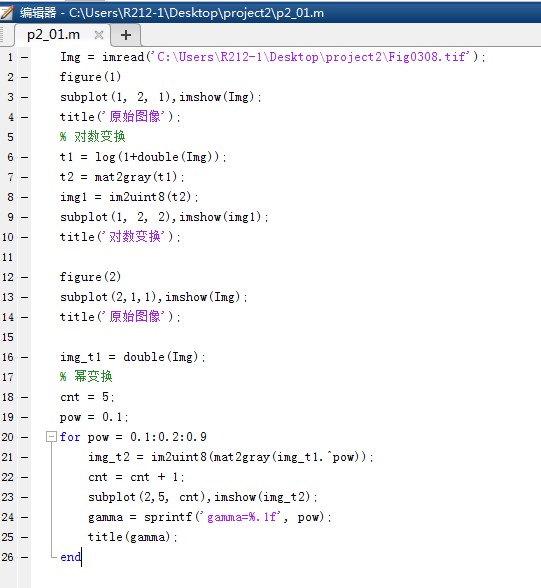 编辑器 - C:\Users\R212-1\Desktop\project2\p2_01.m
p2_01.m × +
1 - Img = imread('C:\Users\R212-1\Desktop\project2\Fig0308.tif');
2 - figure(1)
3 - subplot(1, 2, 1),imshow(Img);
4 - title('原始图像');
5 % 对数变换
6 - t1 = log(1+double(Img));
7 - t2 = mat2gray(t1);
8 - img1 = im2uint8(t2);
9 - subplot(1, 2, 2),imshow(img1);
10 - title('对数变换');
11
12 - figure(2)
13 - subplot(2,1,1),imshow(Img);
14 - title('原始图像');
15
16 - img_t1 = double(Img);
17 % 幂变换
18 - cnt = 5;
19 - pow = 0.1;
20 - for pow = 0.1:0.2:0.9
21 - img_t2 = im2uint8(mat2gray(img_t1.^pow));
22 - cnt = cnt + 1;
23 - subplot(2,5, cnt),imshow(img_t2);
24 - gamma = sprintf('gamma=%.1f', pow);
25 - title(gamma);
26 - end